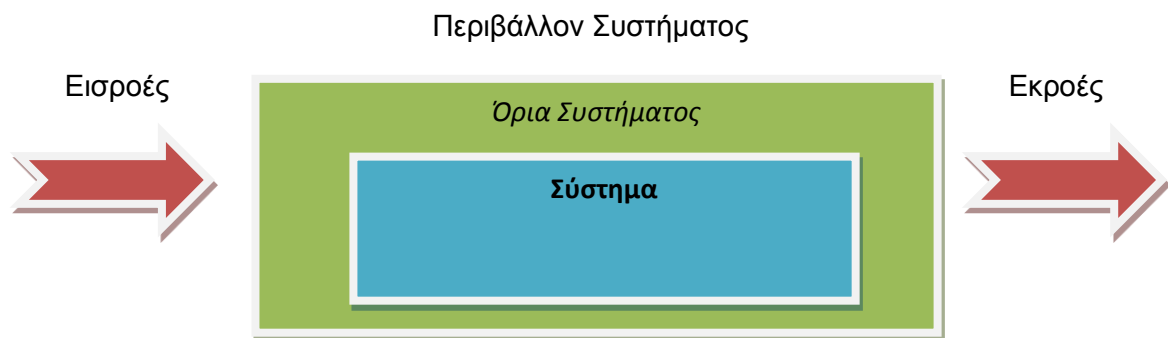 Περιβάλλον Συστήματος
Εισροές
Εκροές
Όρια Συστήματος
Σύστημα